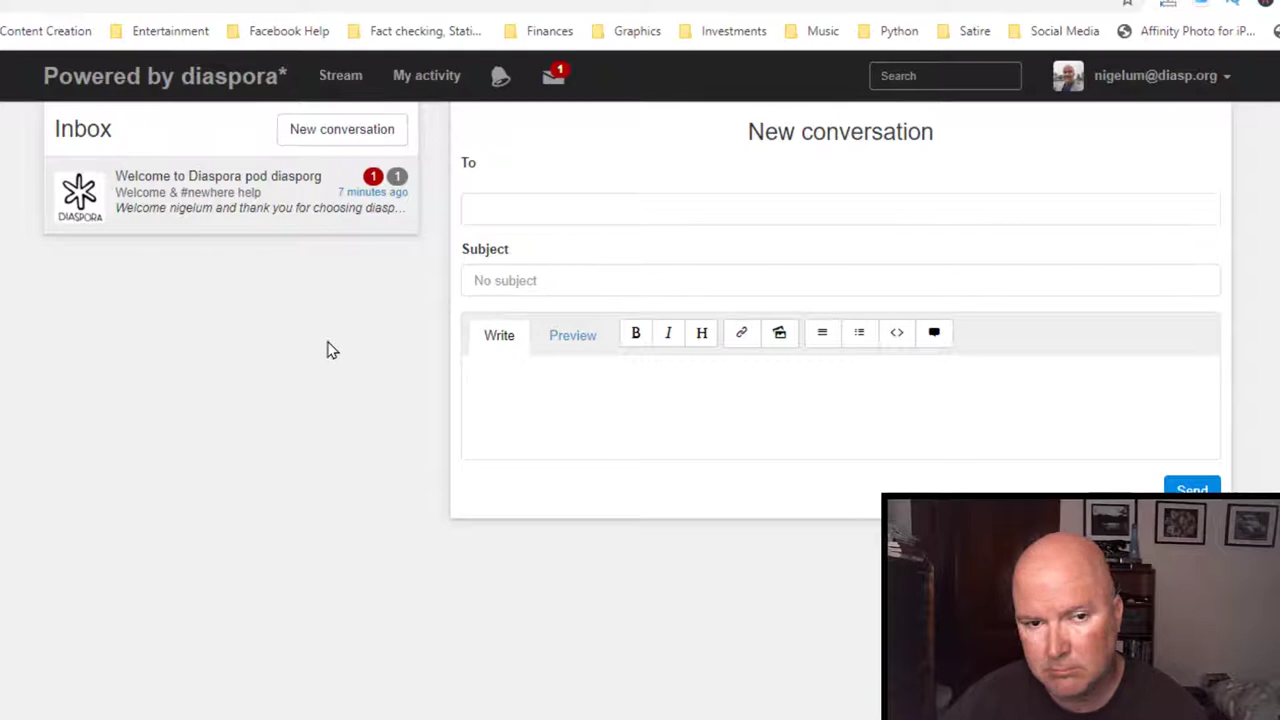 Content Creation Entertainment Facebook Help Fact checking, Stati... Finances Graphics Investments Music Python Satire Social Media Affinity Photo for iP...
Powered by diaspora* Stream My activity 1 Search nigelum@diasp.org
Inbox New conversation
Welcome to Diaspora pod diasporg 1 1
Welcome & #newhere help 7 minutes ago
Welcome nigelum and thank you for choosing diasp...
DIASPORA
New conversation
To
Subject
No subject
Write Preview B I H
Send